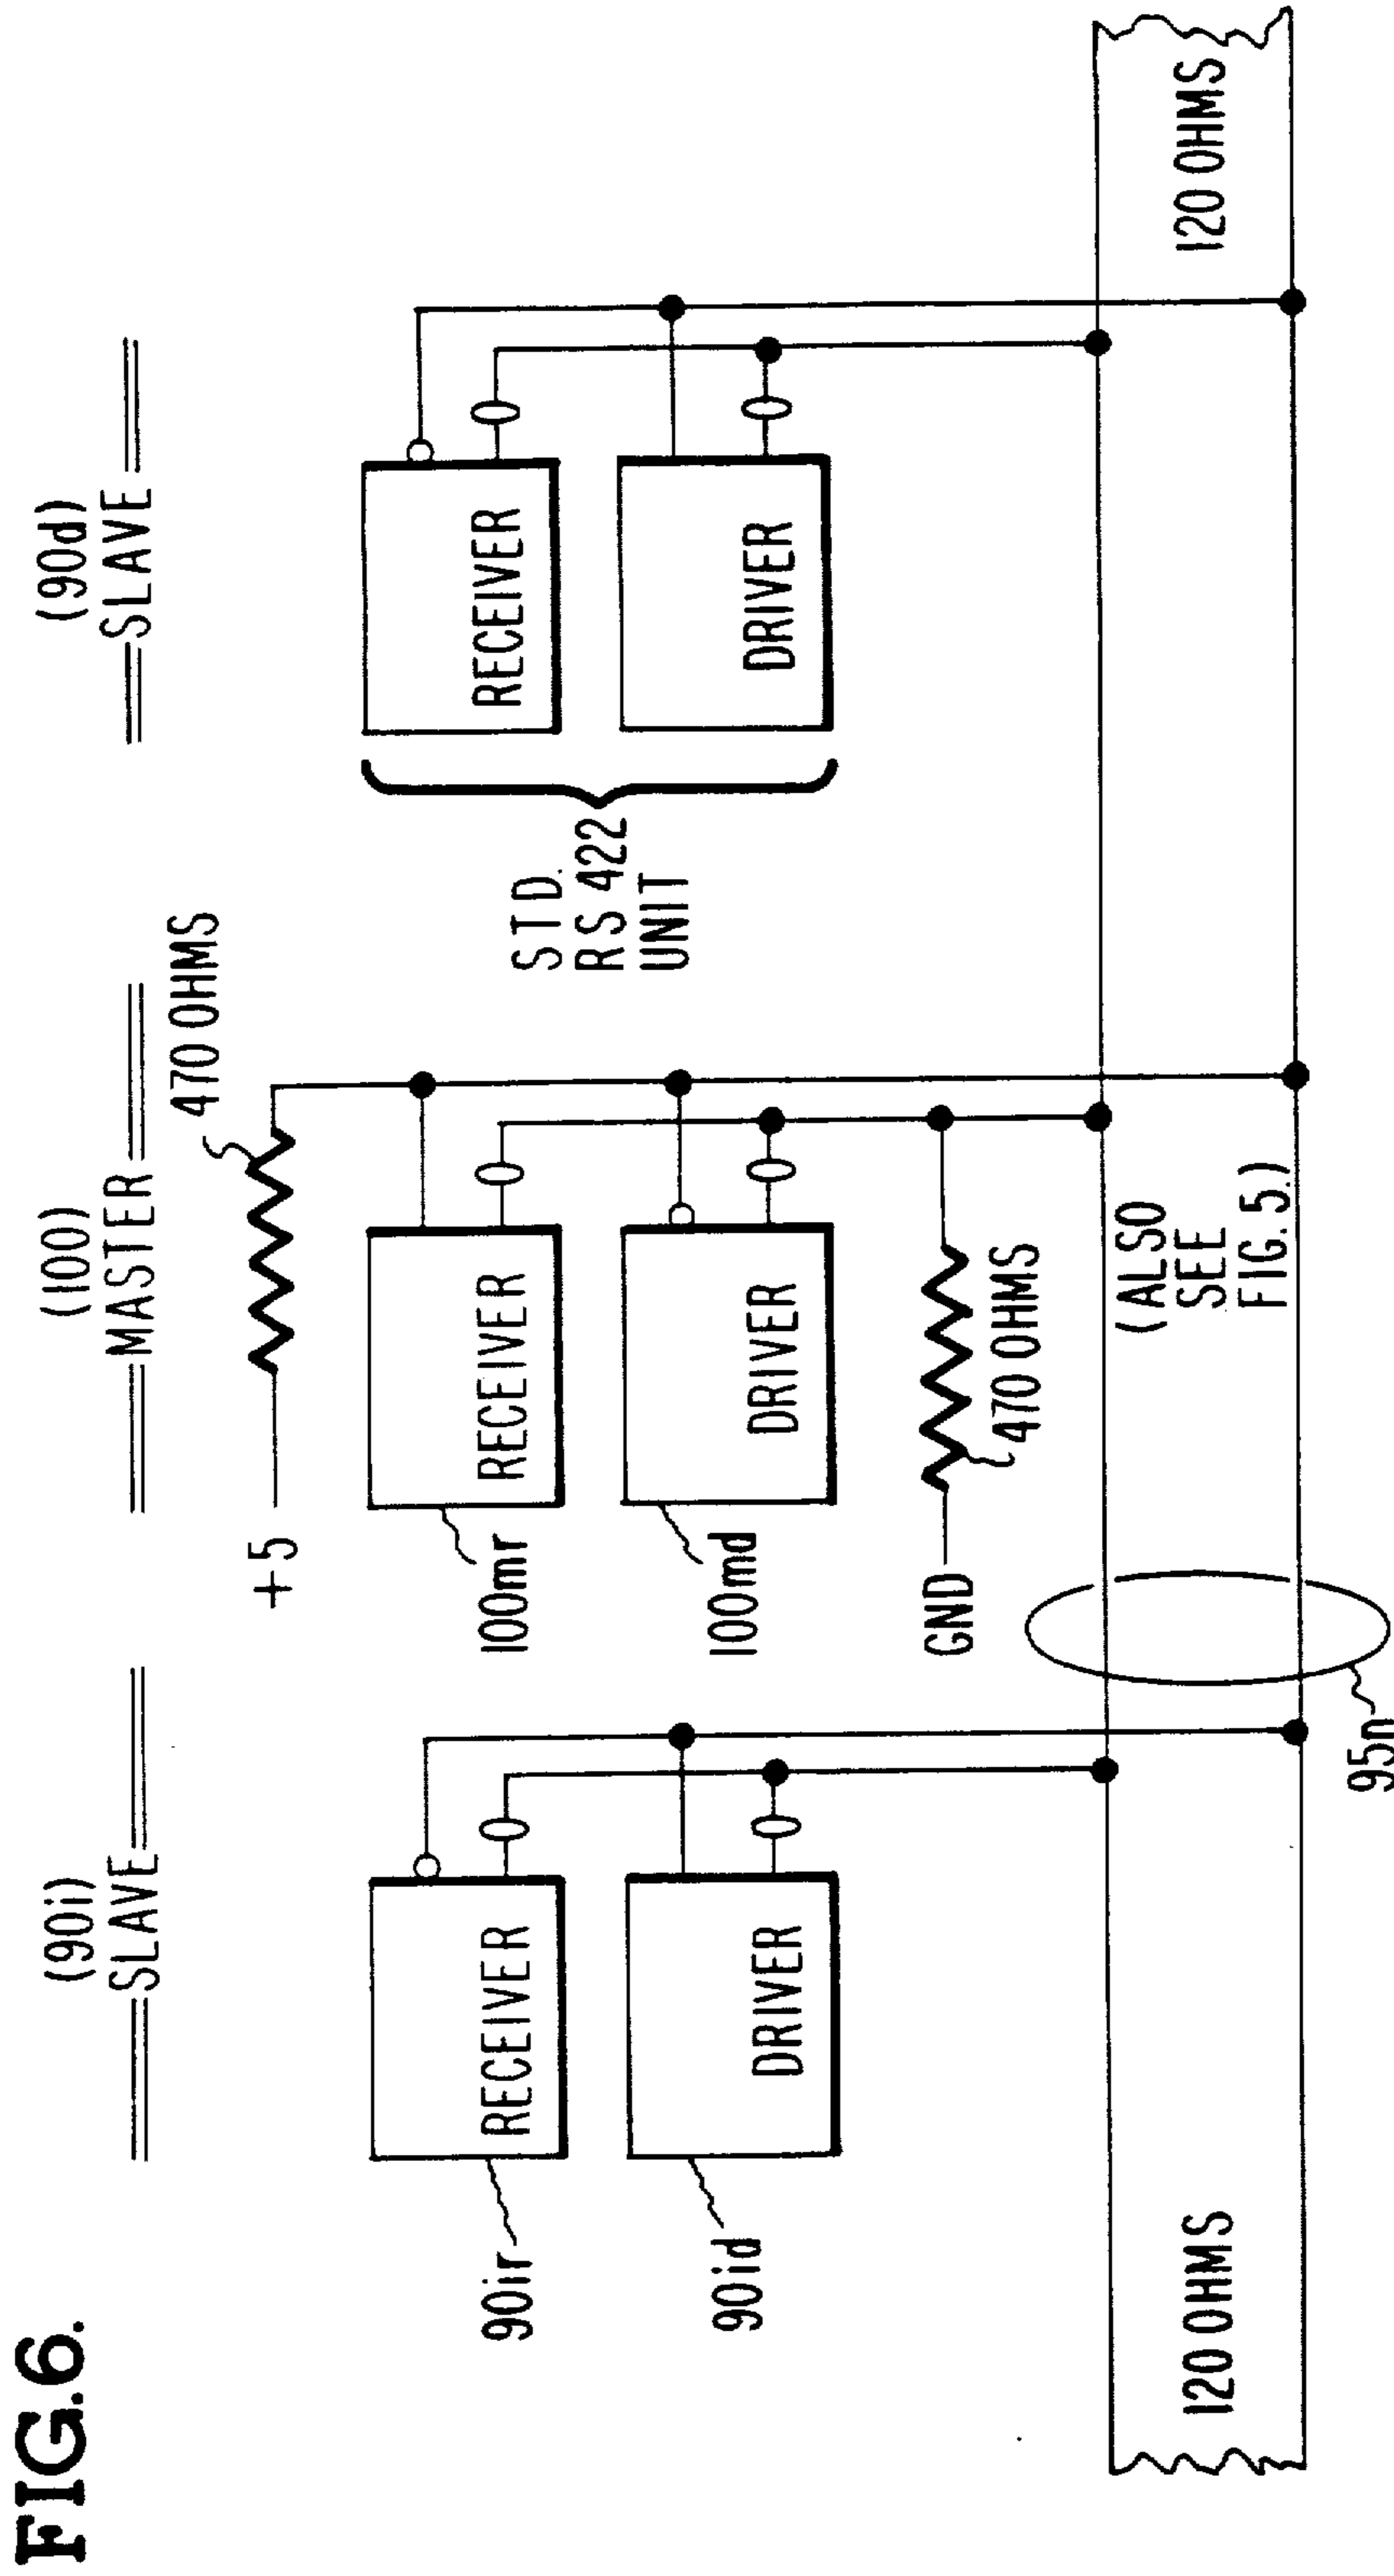 FIG.6.
(90i)
SLAVE
(100)
MASTER
(90d)
SLAVE
470 OHMS
+5
90ir
RECEIVER
100mr
RECEIVER
RECEIVER
90id
DRIVER
100md
DRIVER
DRIVER
STD.
RS 422
UNIT
GND
470 OHMS
120 OHMS
(ALSO
SEE
FIG. 5.)
120 OHMS
95n